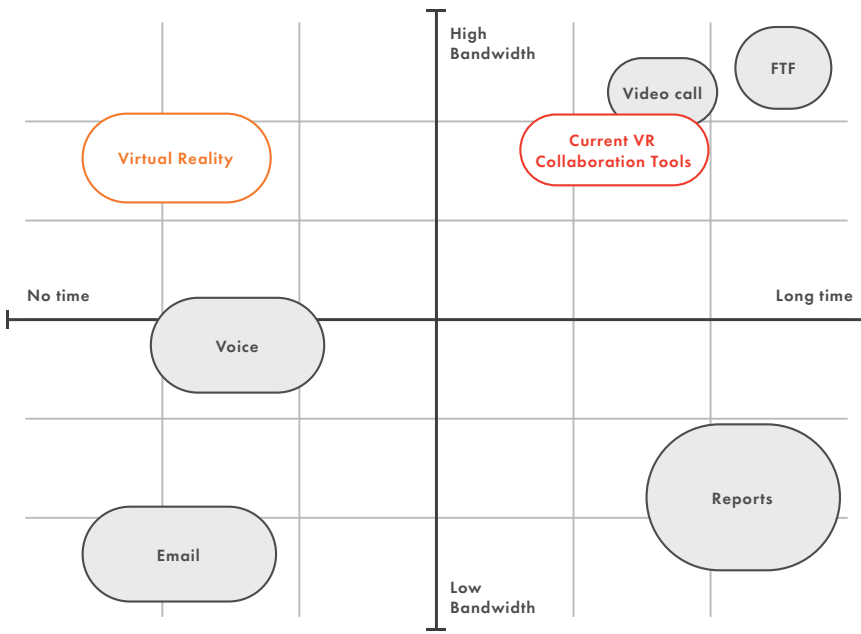 High
Bandwidth
FTF
Video call
Current VR
Collaboration Tools
Virtual Reality
No time
Long time
Voice
Reports
Email
Low
Bandwidth